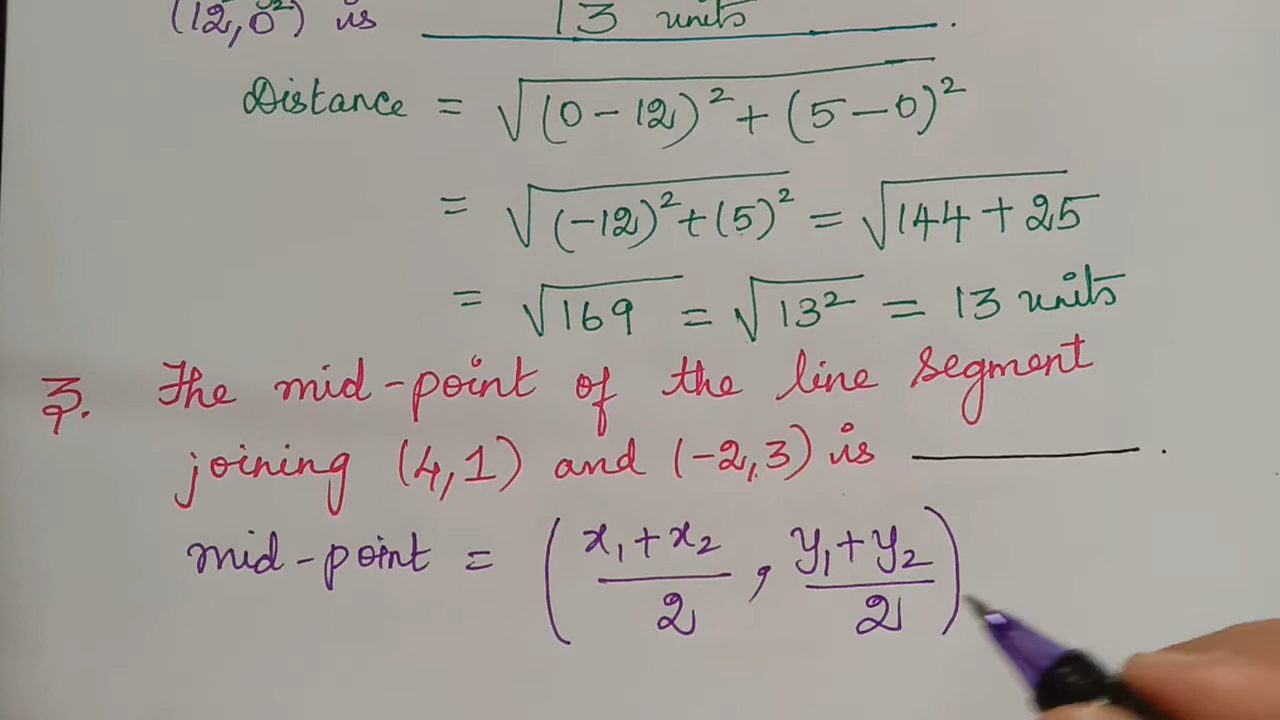 (12,0) is 13 units.
Distance = √(0-12)² + (5-0)²
= √(-12)²+(5)² = √144+25
= √169 = √13² = 13 units
3. The mid-point of the line segment
joining (4,1) and (-2,3) is ______.
mid-point = (x₁+x₂/2, y₁+y₂/2)